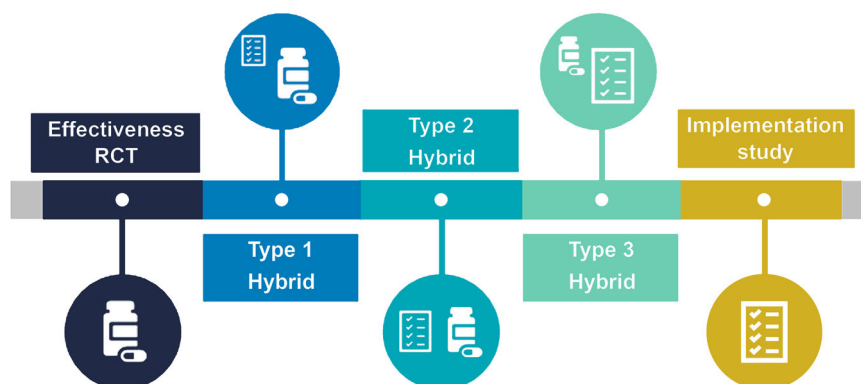 Effectiveness
RCT
Type 1
Hybrid
Type 2
Hybrid
Type 3
Hybrid
Implementation
study